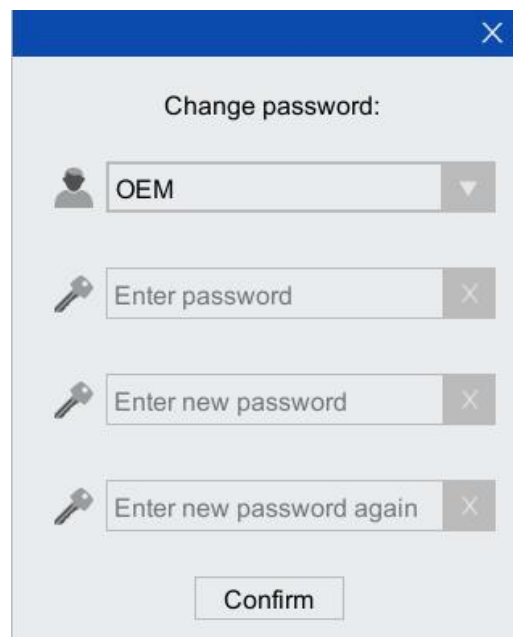 Change password:
OEM
Enter password
X
Enter new password
X
Enter new password again
X
Confirm